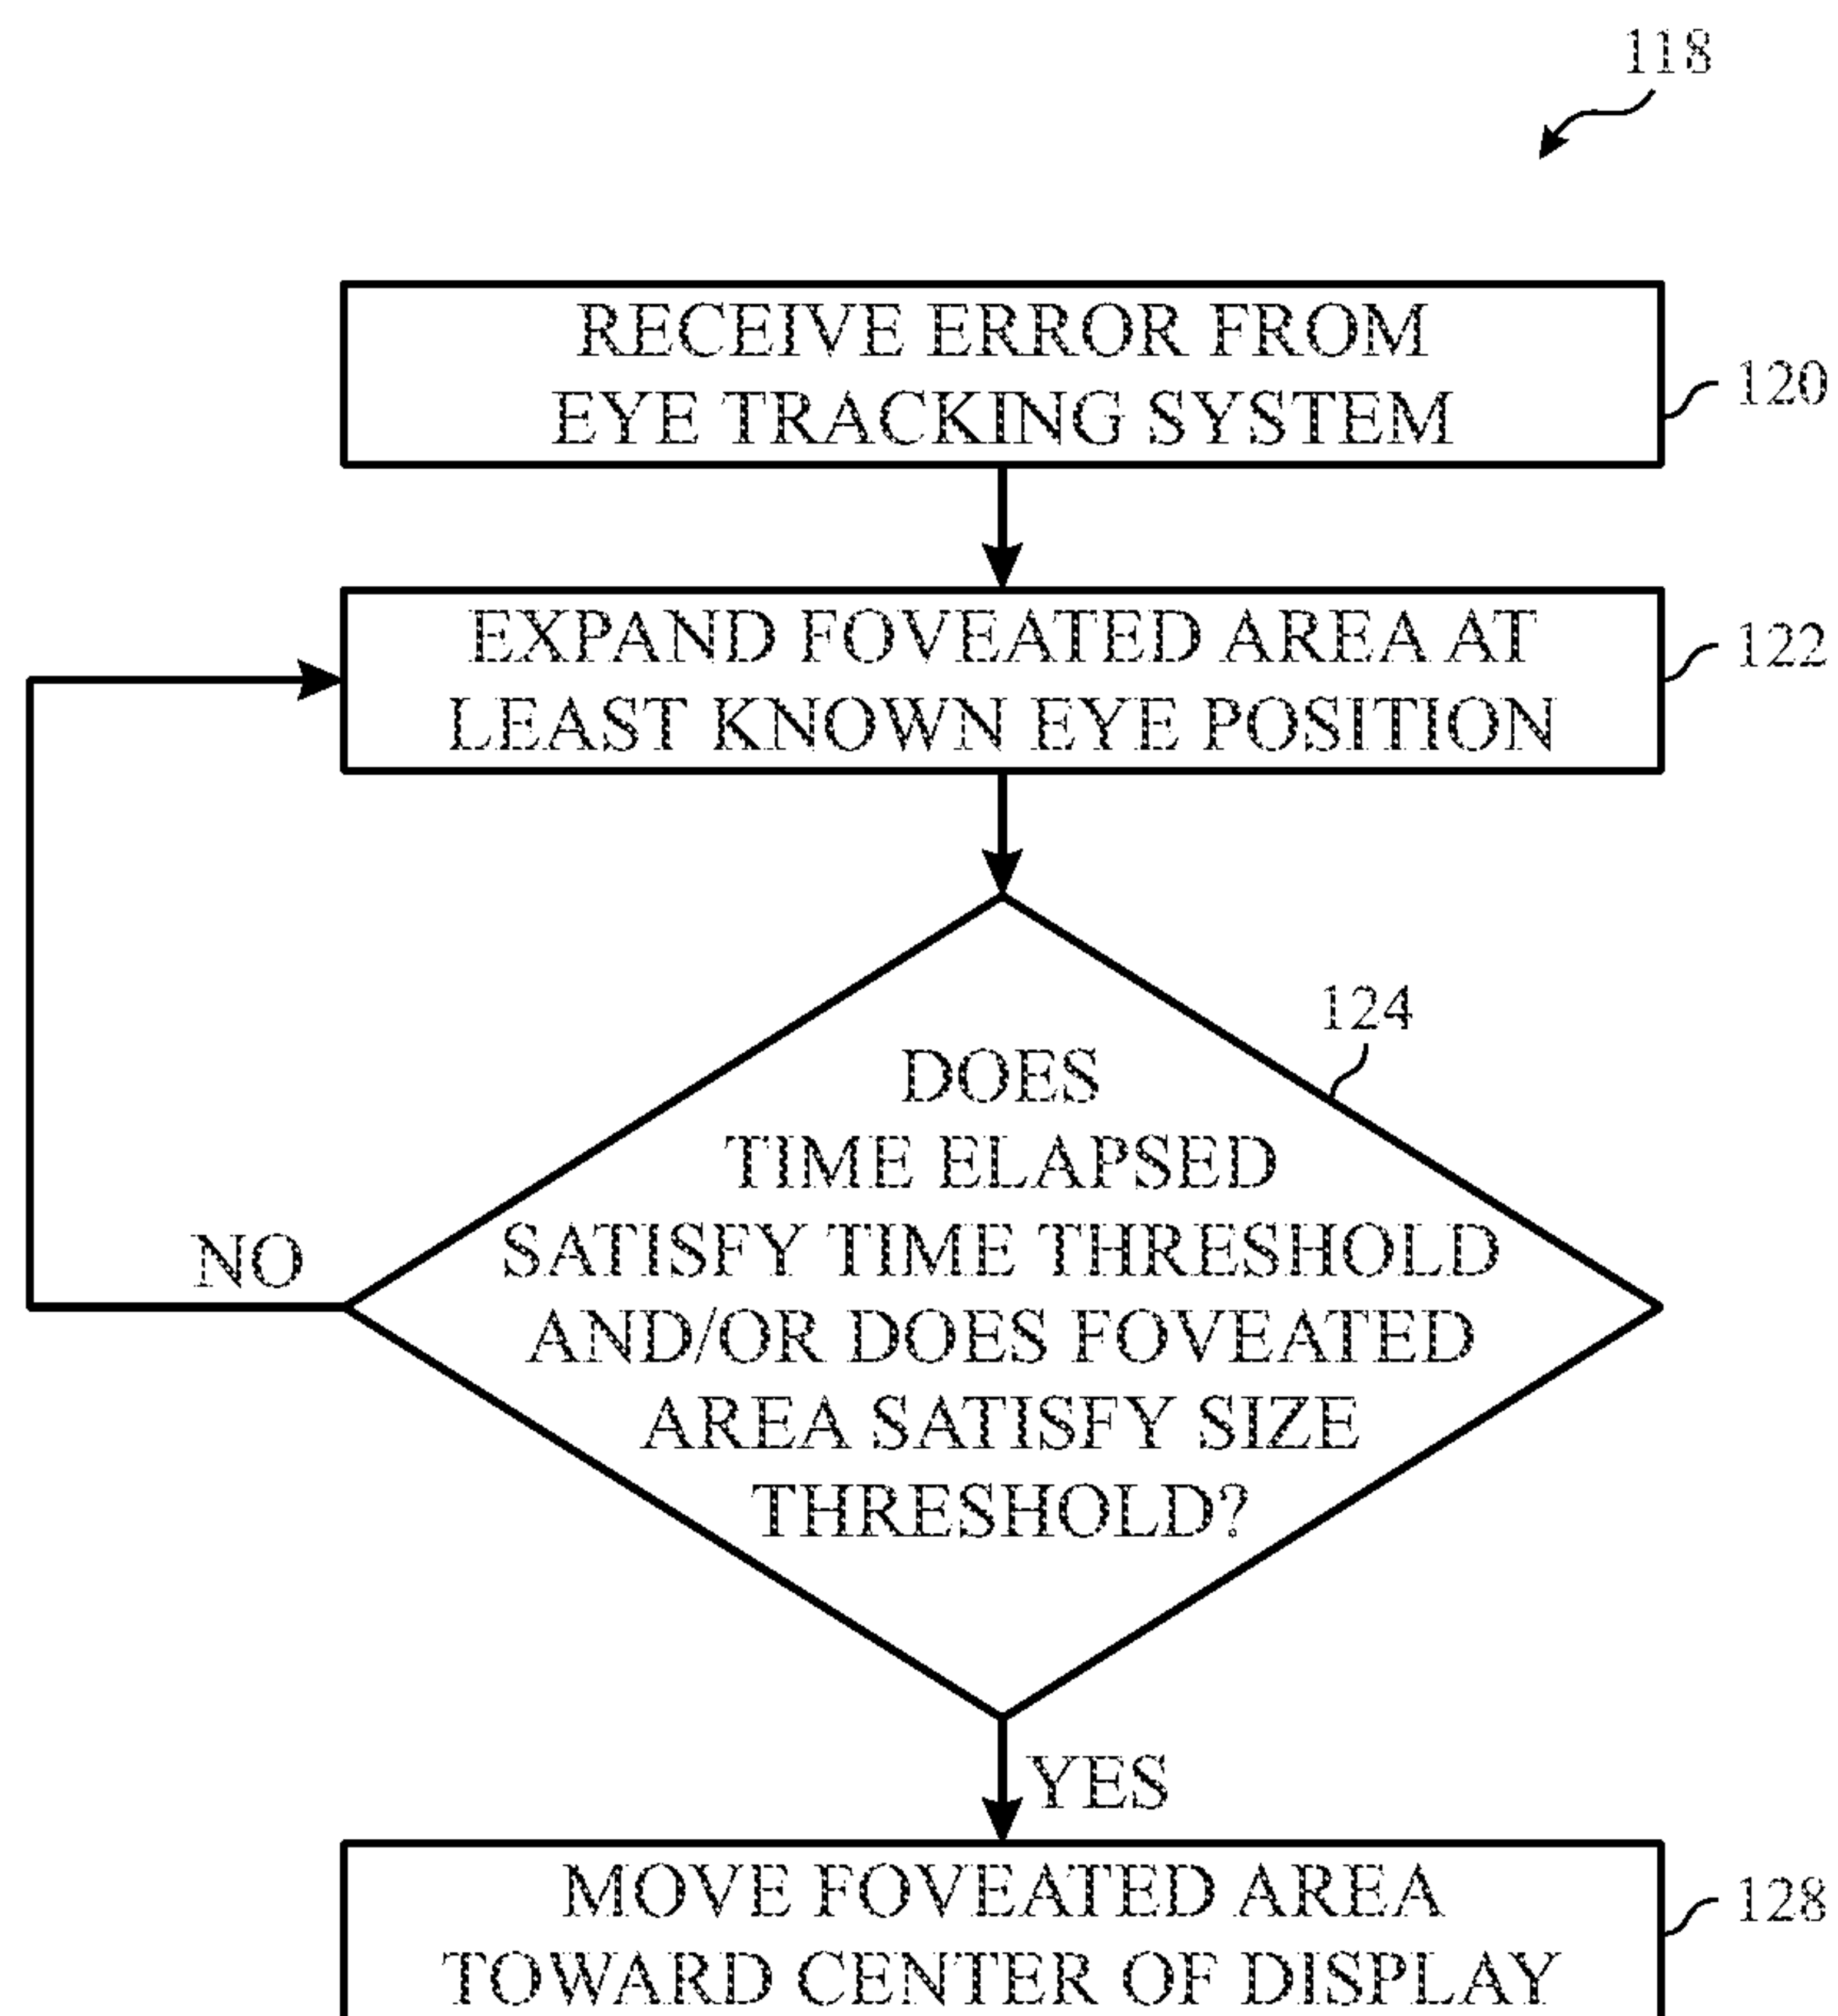 118
RECEIVE ERROR FROM
EYE TRACKING SYSTEM
120
EXPAND FOVEATED AREA AT
LEAST KNOWN EYE POSITION
122
124
DOES
TIME ELAPSED
SATISFY TIME THRESHOLD
AND/OR DOES FOVEATED
AREA SATISFY SIZE
THRESHOLD?
NO
YES
MOVE FOVEATED AREA
TOWARD CENTER OF DISPLAY
128